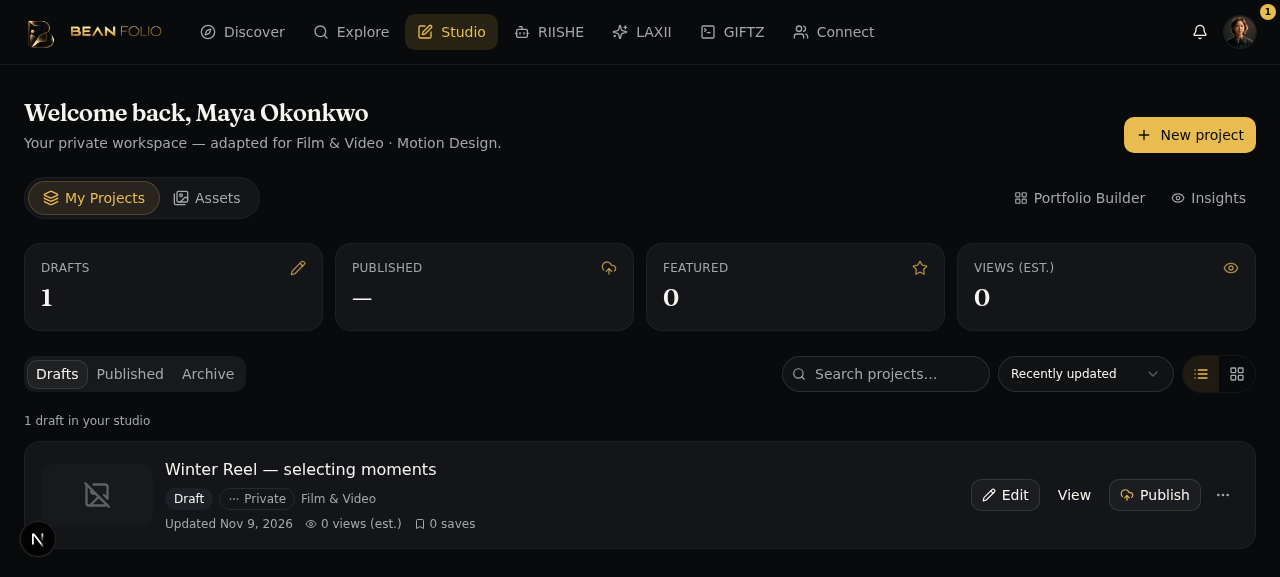 BEAN FOLIO Discover Explore Studio RIISHE LAXII GIFTZ Connect 1
Welcome back, Maya Okonkwo
Your private workspace — adapted for Film & Video · Motion Design.
New project
My Projects Assets Portfolio Builder Insights
DRAFTS PUBLISHED FEATURED VIEWS (EST.)
1 — 0 0
Drafts Published Archive Search projects... Recently updated
1 draft in your studio
Winter Reel — selecting moments
Draft ··· Private Film & Video
Edit View Publish ···
Updated Nov 9, 2026 0 views (est.) 0 saves
N